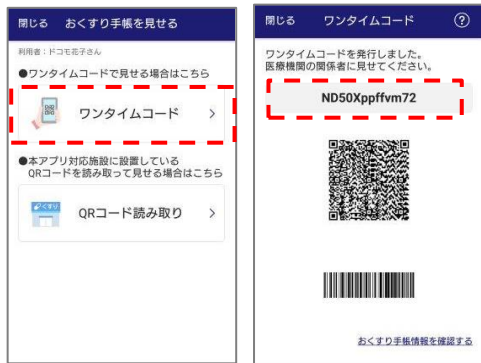 閉じる おくすり手帳を見せる
利用者：ドコモ花子さん
●ワンタイムコードで見せる場合はこちら
ワンタイムコード >
●本アプリ対応施設に設置している
QRコードを読み取って見せる場合はこちら
おくすり
QRコード読み取り >
閉じる ワンタイムコード ?
ワンタイムコードを発行しました。
医療機関の関係者に見せてください。
ND50Xppffvm72
おくすり手帳情報を確認する